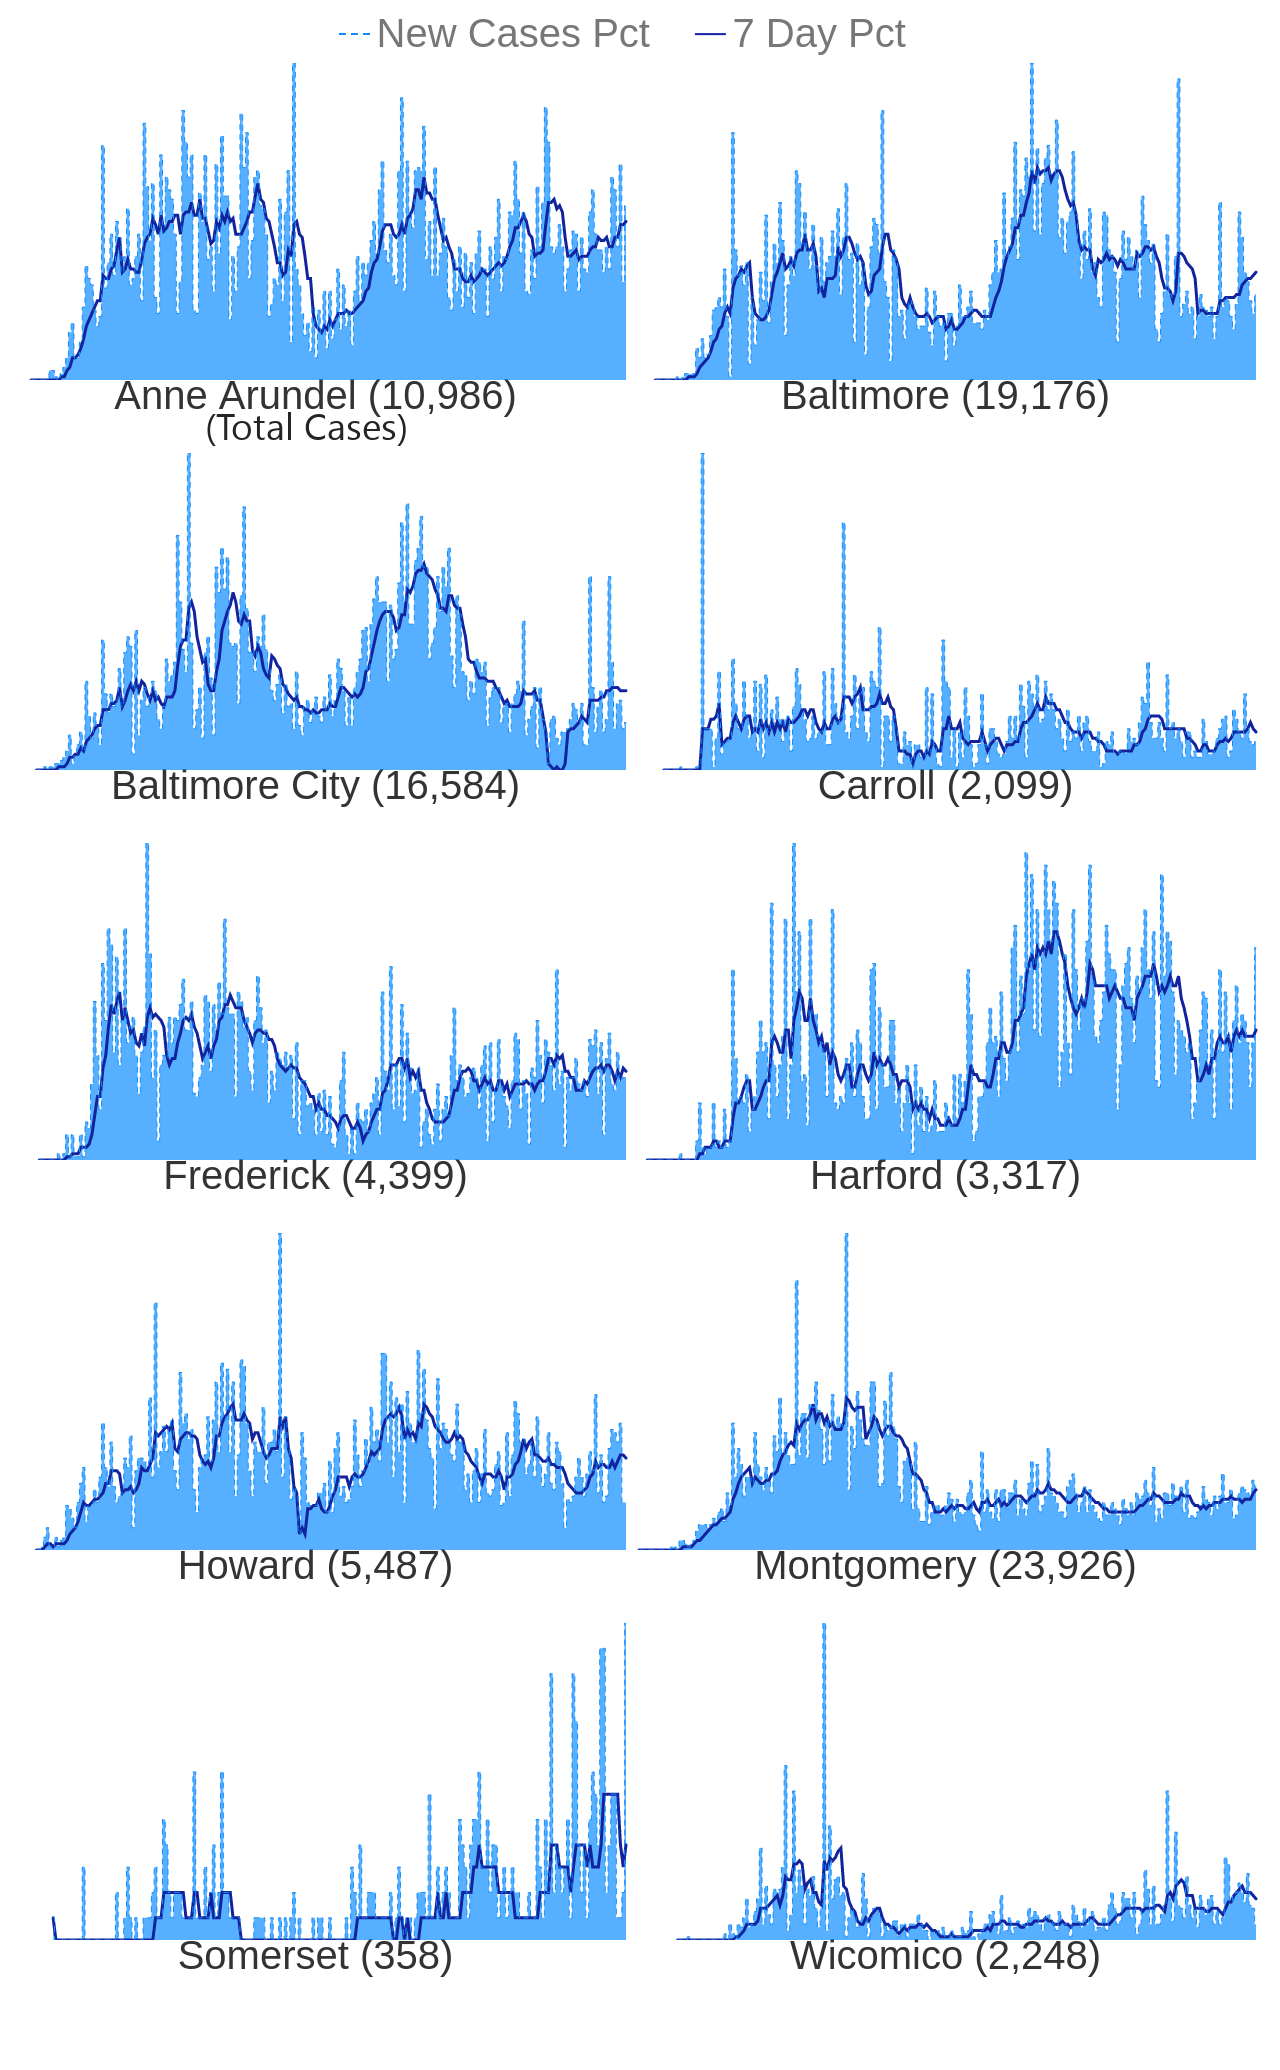 New Cases Pct 7 Day Pct
Anne Arundel (10,986) Baltimore (19,176)
(Total Cases)
Baltimore City (16,584) Carroll (2,099)
Frederick (4,399) Harford (3,317)
Howard (5,487) Montgomery (23,926)
Somerset (358) Wicomico (2,248)